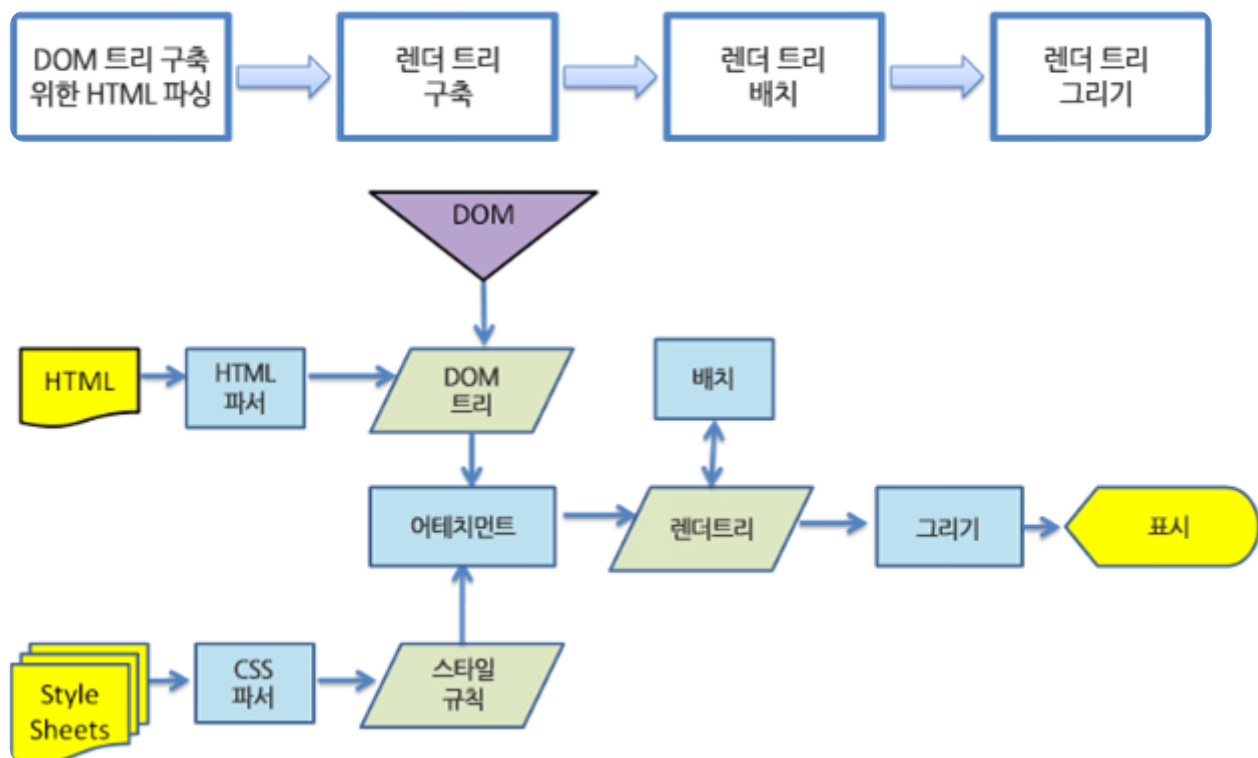 DOM 트리 구축
위한 HTML 파싱
렌더 트리
구축
렌더 트리
배치
렌더 트리
그리기
DOM
HTML
HTML
파서
DOM
트리
배치
어테치먼트
렌더트리
그리기
표시
Style
Sheets
CSS
파서
스타일
규칙